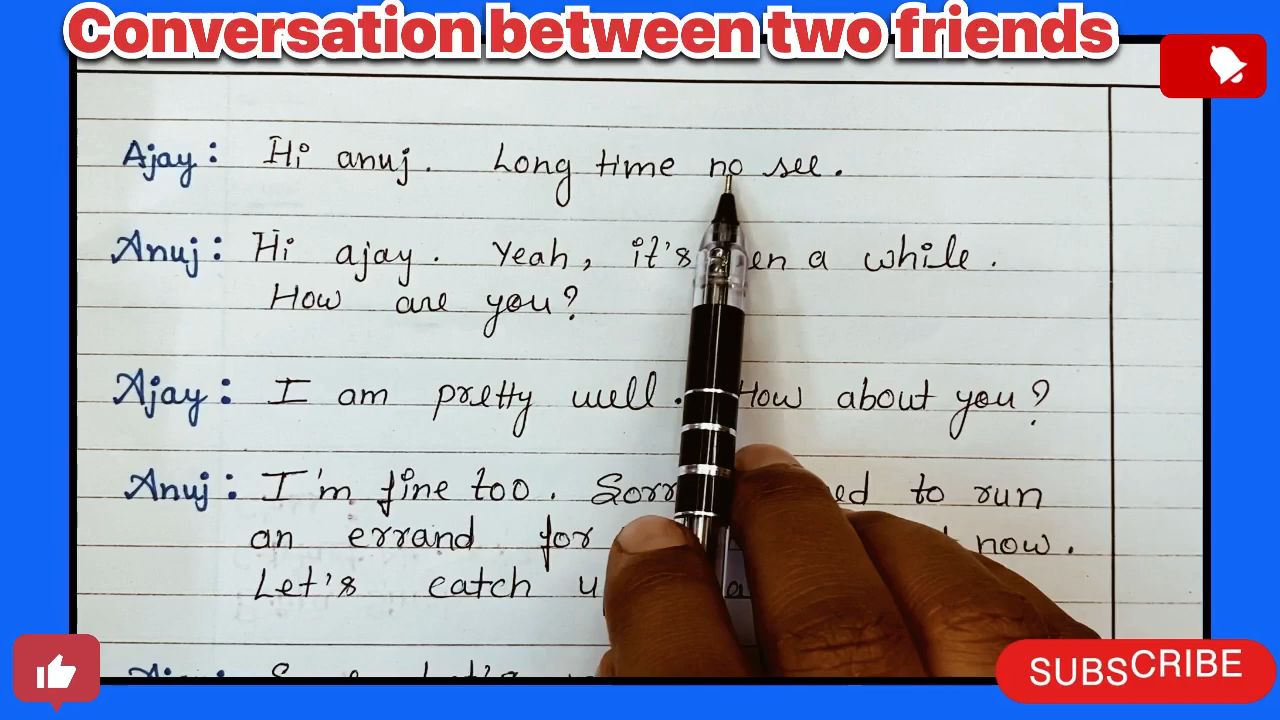 Conversation between two friends
Ajay: Hi anuj. Long time no see.
Anuj: Hi ajay. Yeah, it's en a while.
How are you?
Ajay: I am pretty well. How about you?
Anuj: I'm fine too. Sorr ed to run
an errand for now.
Let's catch u a
SUBSCRIBE